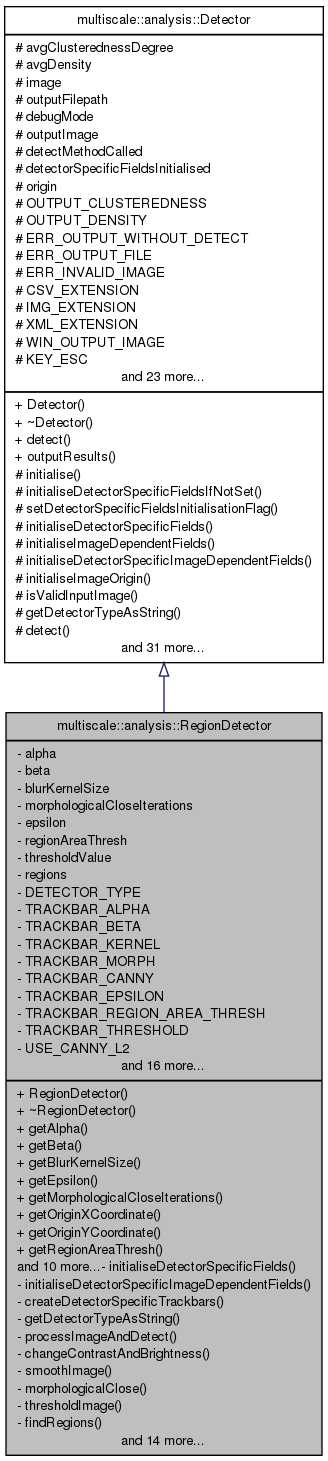 multiscale::analysis::Detector
# avgClusterednessDegree
# avgDensity
# image
# outputFilepath
# debugMode
# outputImage
# detectMethodCalled
# detectorSpecificFieldsInitialised
# origin
# OUTPUT_CLUSTEREDNESS
# OUTPUT_DENSITY
# ERR_OUTPUT_WITHOUT_DETECT
# ERR_OUTPUT_FILE
# ERR_INVALID_IMAGE
# CSV_EXTENSION
# IMG_EXTENSION
# XML_EXTENSION
# WIN_OUTPUT_IMAGE
# KEY_ESC
and 23 more...
+ Detector()
+ ~Detector()
+ detect()
+ outputResults()
# initialise()
# initialiseDetectorSpecificFieldsIfNotSet()
# setDetectorSpecificFieldsInitialisationFlag()
# initialiseDetectorSpecificFields()
# initialiseImageDependentFields()
# initialiseDetectorSpecificImageDependentFields()
# initialiseImageOrigin()
# isValidInputImage()
# getDetectorTypeAsString()
# detect()
and 31 more...
multiscale::analysis::RegionDetector
- alpha
- beta
- blurKernelSize
- morphologicalCloseIterations
- epsilon
- regionAreaThresh
- thresholdValue
- regions
- DETECTOR_TYPE
- TRACKBAR_ALPHA
- TRACKBAR_BETA
- TRACKBAR_KERNEL
- TRACKBAR_MORPH
- TRACKBAR_CANNY
- TRACKBAR_EPSILON
- TRACKBAR_REGION_AREA_THRESH
- TRACKBAR_THRESHOLD
- USE_CANNY_L2
and 16 more...
+ RegionDetector()
+ ~RegionDetector()
+ getAlpha()
+ getBeta()
+ getBlurKernelSize()
+ getEpsilon()
+ getMorphologicalCloseIterations()
+ getOriginXCoordinate()
+ getOriginYCoordinate()
+ getRegionAreaThresh()
and 10 more...- initialiseDetectorSpecificFields()
- initialiseDetectorSpecificImageDependentFields()
- createDetectorSpecificTrackbars()
- getDetectorTypeAsString()
- processImageAndDetect()
- changeContrastAndBrightness()
- smoothImage()
- morphologicalClose()
- thresholdImage()
- findRegions()
and 14 more...